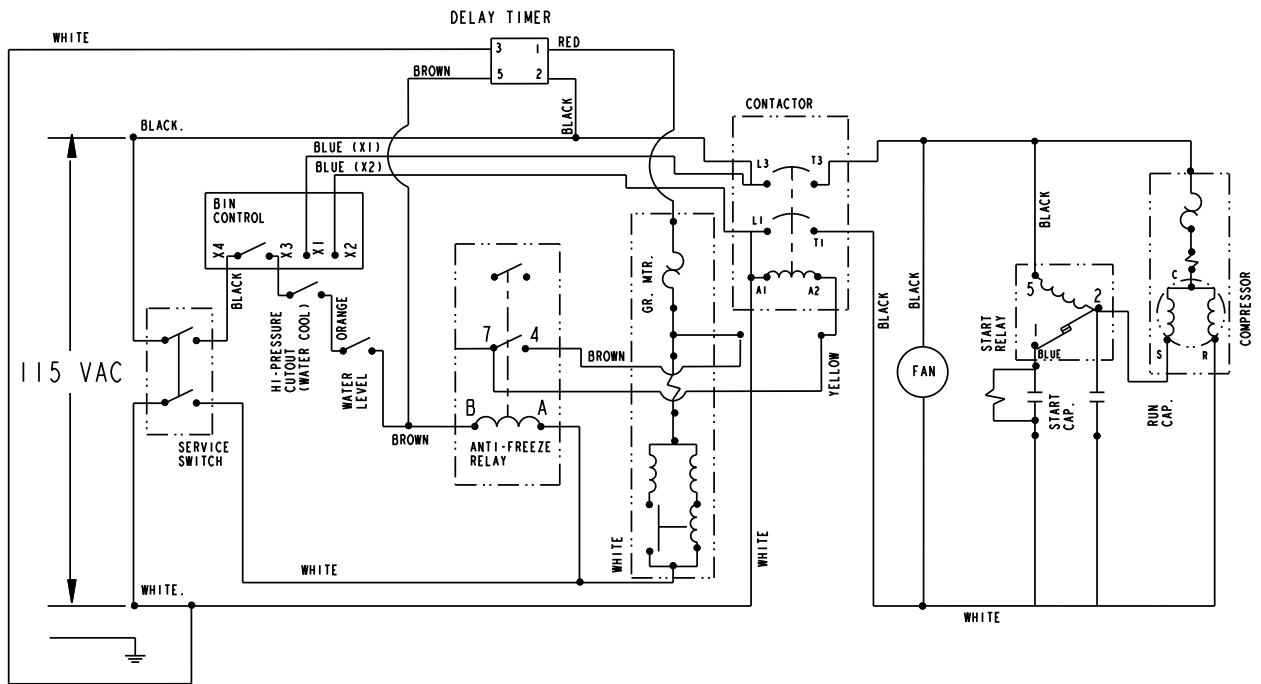 DELAY TIMER
WHITE
3
1
RED
BROWN
5
2
BLACK
CONTACTOR
BLACK.
BLUE (X1)
BLUE (X2)
L3
T3
BIN
CONTROL
X4
X3
X1
X2
L1
T1
BLACK
GR. MTR.
A1
A2
BLACK
BLACK
BLACK
5
2
C
COMPRESSOR
HI-PRESSURE
CUTOUT
(WATER COOL)
ORANGE
7
4
BROWN
START
RELAY
BLUE
S
R
115 VAC
WATER
LEVEL
YELLOW
FAN
B
A
START
CAP.
RUN
CAP.
SERVICE
SWITCH
BROWN
ANTI-FREEZE
RELAY
WHITE
WHITE
WHITE
WHITE.
WHITE